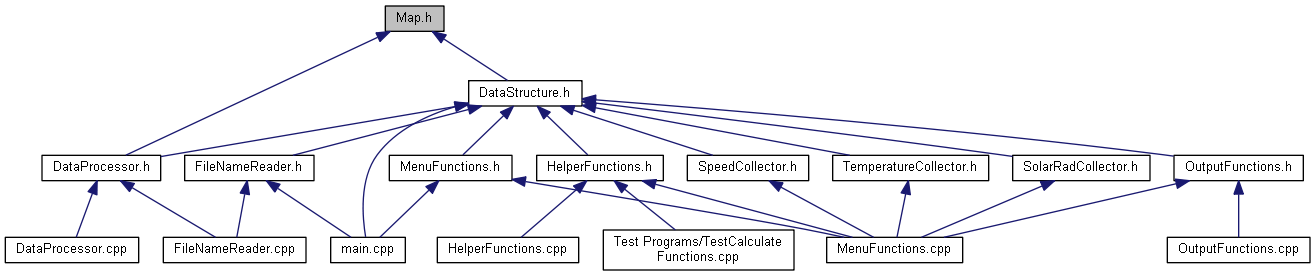 Map.h
DataStructure.h
DataProcessor.h
FileNameReader.h
MenuFunctions.h
HelperFunctions.h
SpeedCollector.h
TemperatureCollector.h
SolarRadCollector.h
OutputFunctions.h
DataProcessor.cpp
FileNameReader.cpp
main.cpp
HelperFunctions.cpp
Test Programs/TestCalculate
Functions.cpp
MenuFunctions.cpp
OutputFunctions.cpp